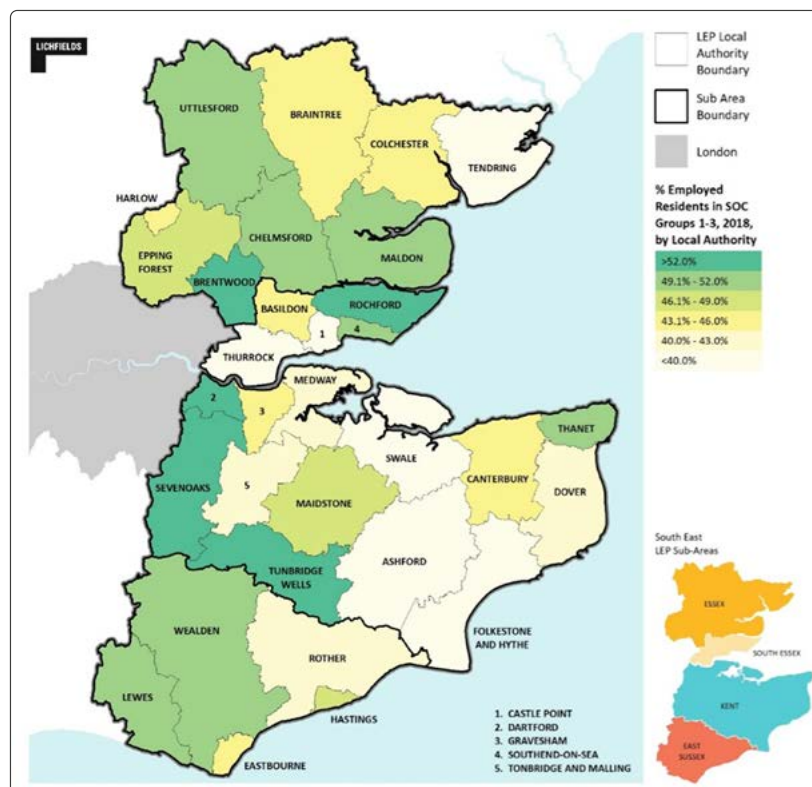 LICHFIELDS
UTTLESFORD
BRAINTREE
COLCHESTER
TENDRING
HARLOW
EPPING
FOREST
CHELMSFORD
MALDON
BRENTWOOD
BASILDON
ROCHFORD
1
4
THURROCK
MEDWAY
2
3
THANET
SWALE
SEVENOAKS
5
CANTERBURY
MAIDSTONE
DOVER
TUNBRIDGE
WELLS
ASHFORD
WEALDEN
FOLKESTONE
AND HYTHE
ROTHER
LEWES
HASTINGS
EASTBOURNE
1. CASTLE POINT
2. DARTFORD
3. GRAVESHAM
4. SOUTHEND-ON-SEA
5. TONBRIDGE AND MALLING
LEP Local
Authority
Boundary
Sub Area
Boundary
London
% Employed
Residents in SOC
Groups 1-3, 2018,
by Local Authority
>52.0%
49.1% - 52.0%
46.1% - 49.0%
43.1% - 46.0%
40.0% - 43.0%
<40.0%
South East
LEP Sub-Areas
ESSEX
SOUTH ESSEX
KENT
EAST
SUSSEX